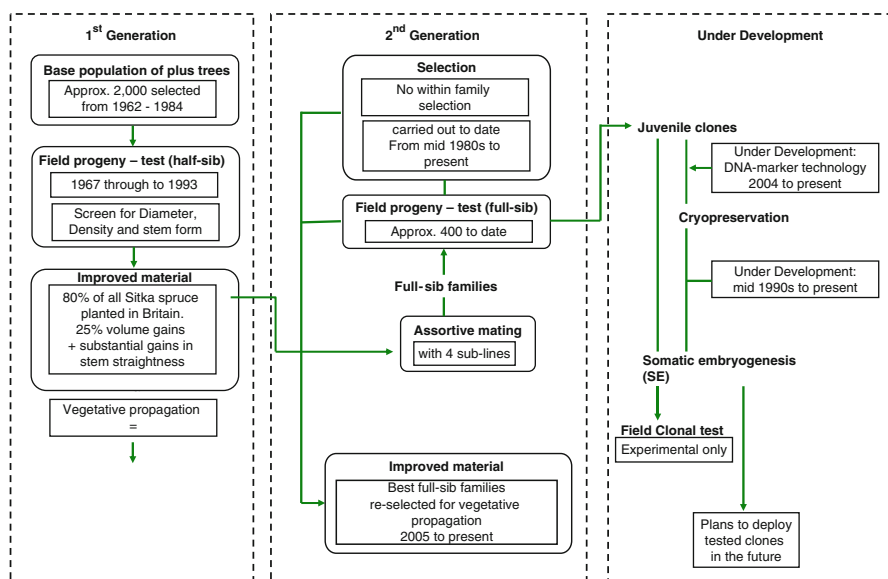 1st Generation
Base population of plus trees
Approx. 2,000 selected
from 1962 - 1984
Field progeny – test (half-sib)
1967 through to 1993
Screen for Diameter,
Density and stem form
Improved material
80% of all Sitka spruce
planted in Britain.
25% volume gains
+ substantial gains in
stem straightness
Vegetative propagation
=
2nd Generation
Selection
No within family
selection
carried out to date
From mid 1980s to
present
Field progeny – test (full-sib)
Approx. 400 to date
Full-sib families
Assortive mating
with 4 sub-lines
Improved material
Best full-sib families
re-selected for vegetative
propagation
2005 to present
Under Development
Juvenile clones
Under Development:
DNA-marker technology
2004 to present
Cryopreservation
Under Development:
mid 1990s to present
Somatic embryogenesis
(SE)
Field Clonal test
Experimental only
Plans to deploy
tested clones
in the future